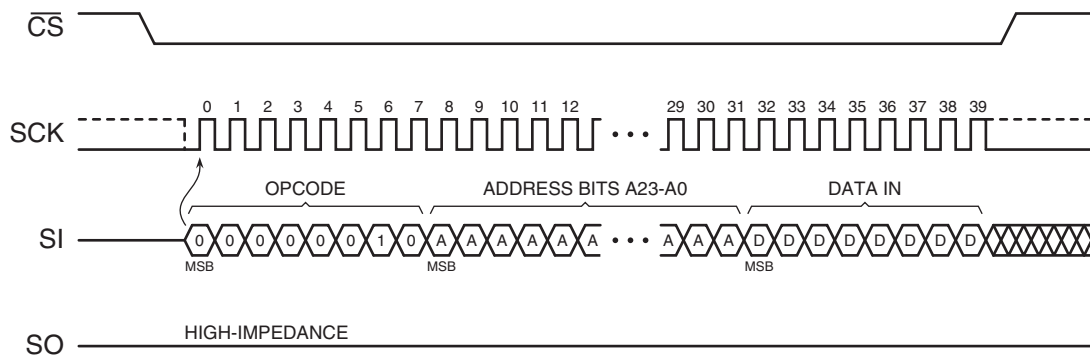 CS
0 1 2 3 4 5 6 7 8 9 10 11 12 29 30 31 32 33 34 35 36 37 38 39
SCK
OPCODE ADDRESS BITS A23-A0 DATA IN
SI 0 0 0 0 0 0 1 0 A A A A A A A A A D D D D D D D D
MSB MSB MSB
HIGH-IMPEDANCE
SO